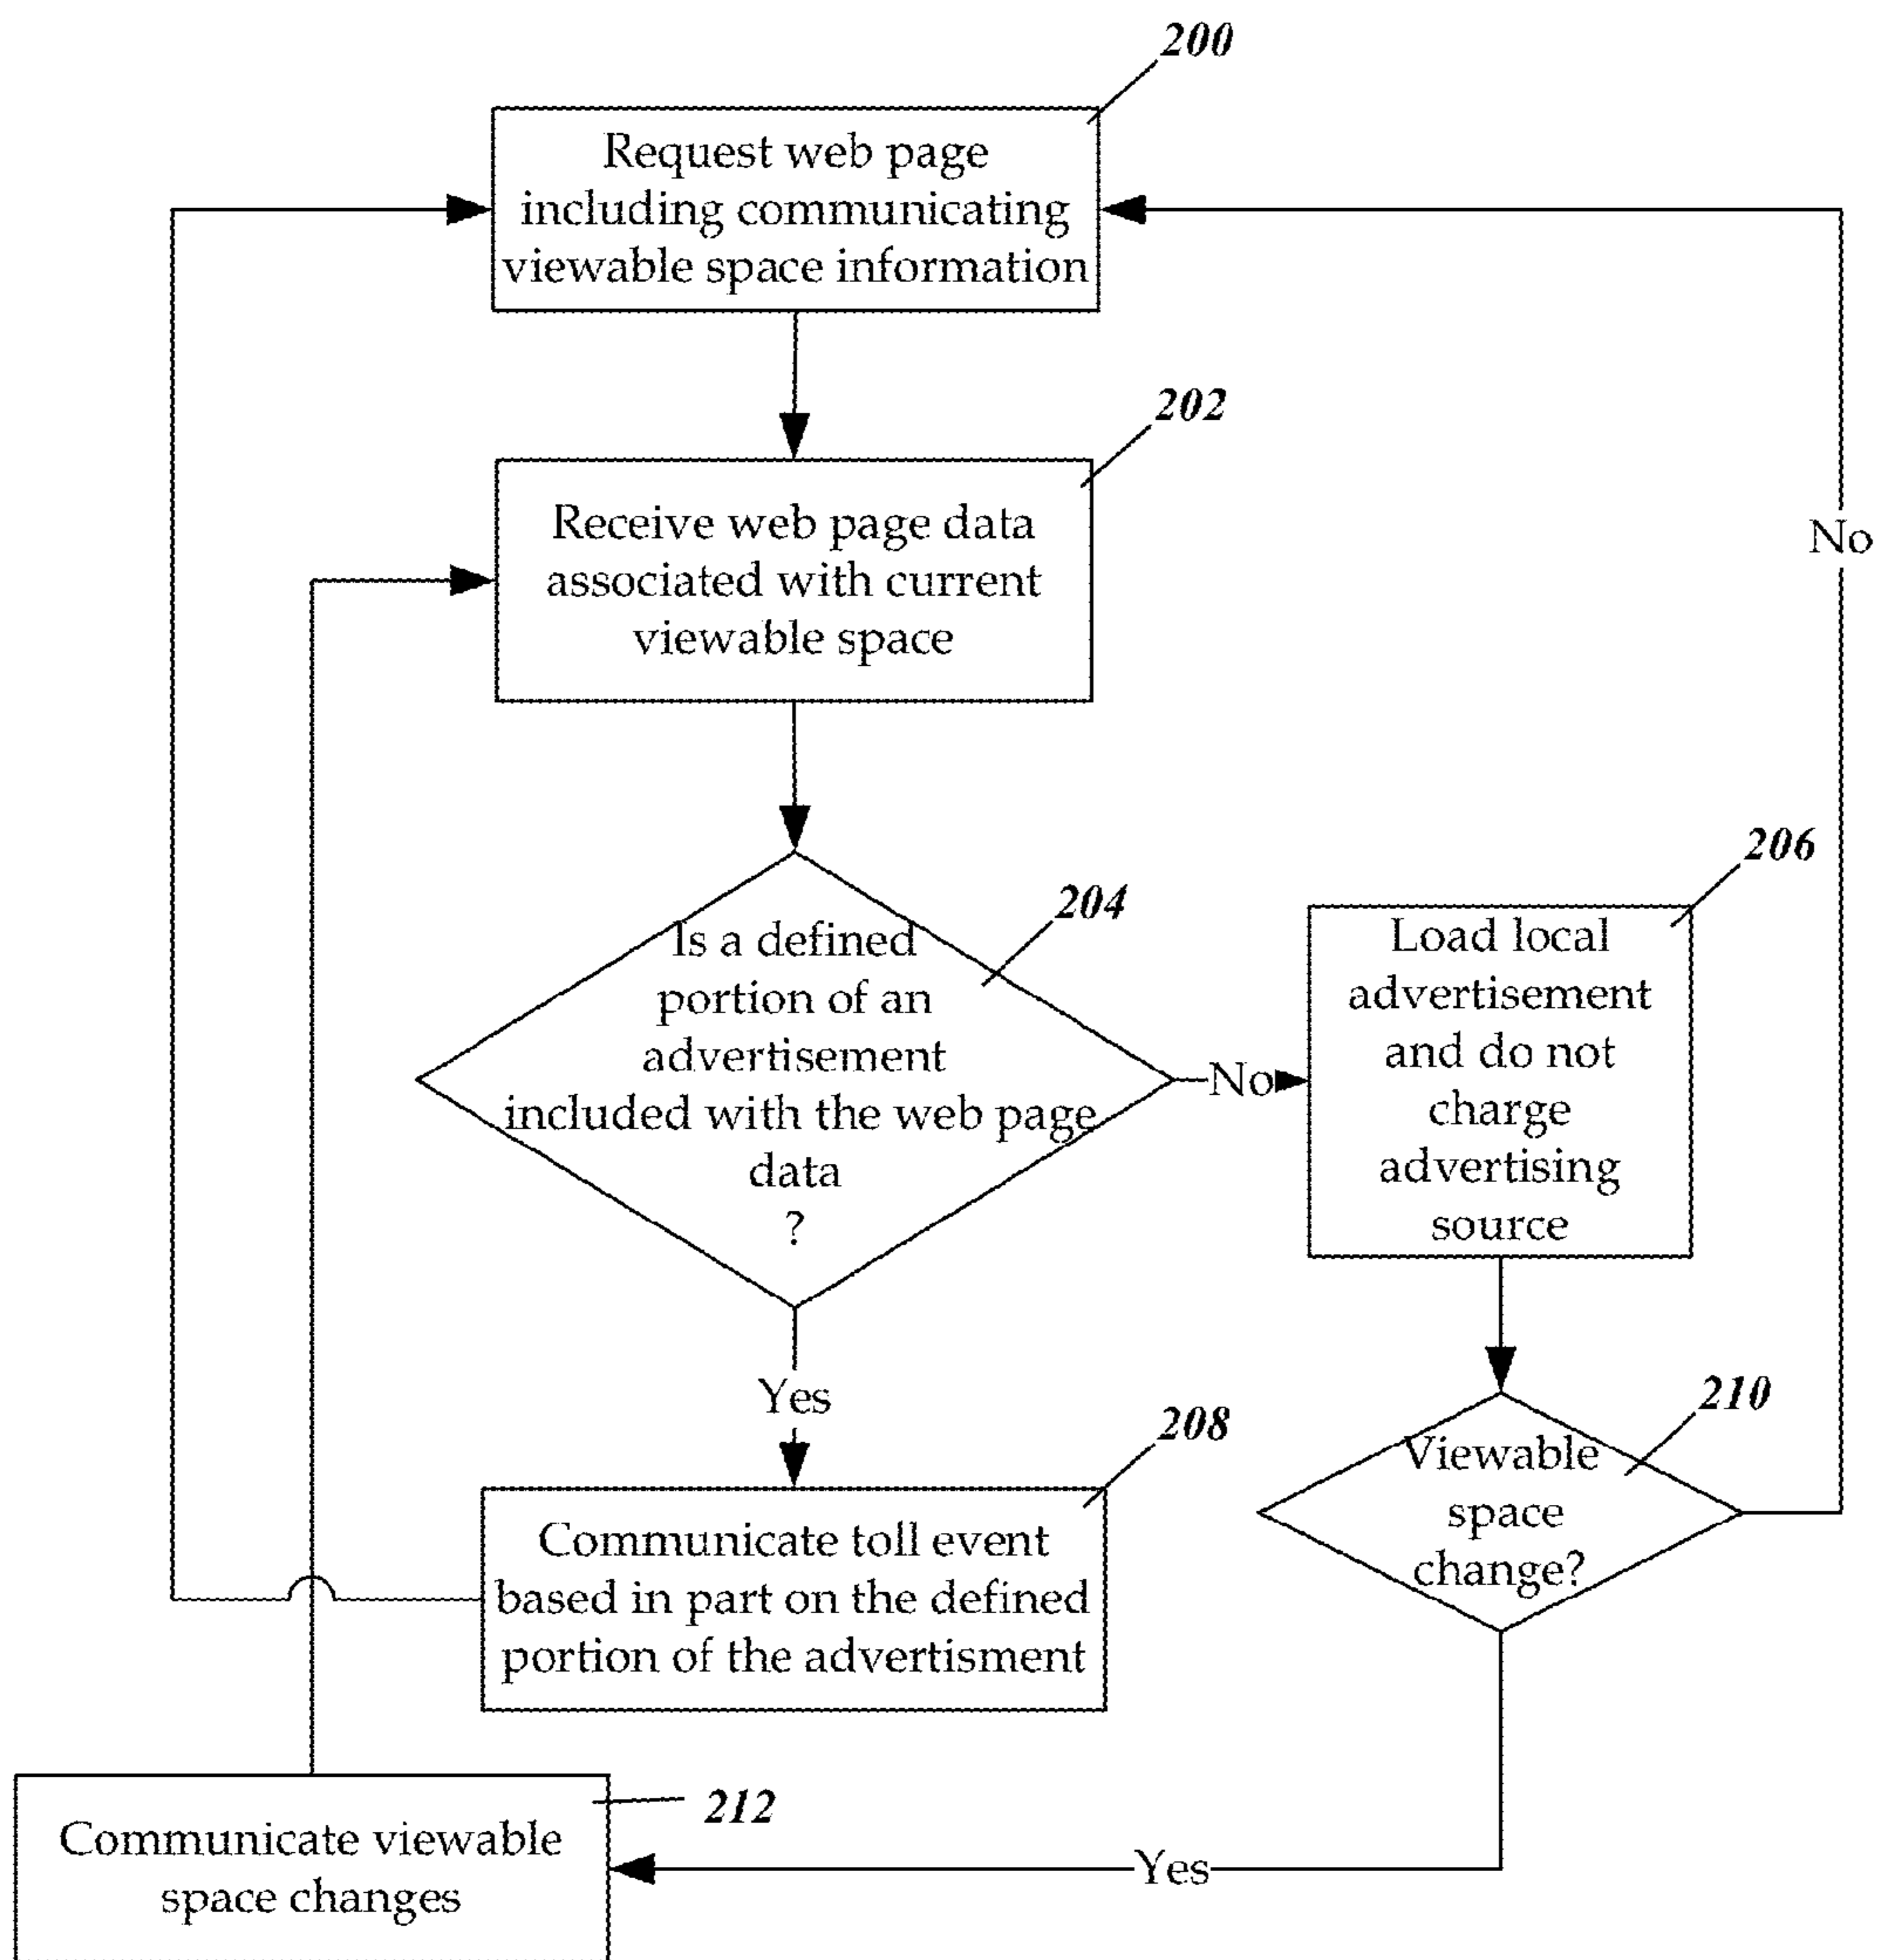 200
Request web page
including communicating
viewable space information
202
Receive web page data
associated with current
viewable space
No
204
Is a defined
portion of an
advertisement
included with the web page
data
?
No
206
Load local
advertisement
and do not
charge
advertising
source
Yes
208
Communicate toll event
based in part on the defined
portion of the advertisment
210
Viewable
space
change?
212
Communicate viewable
space changes
Yes